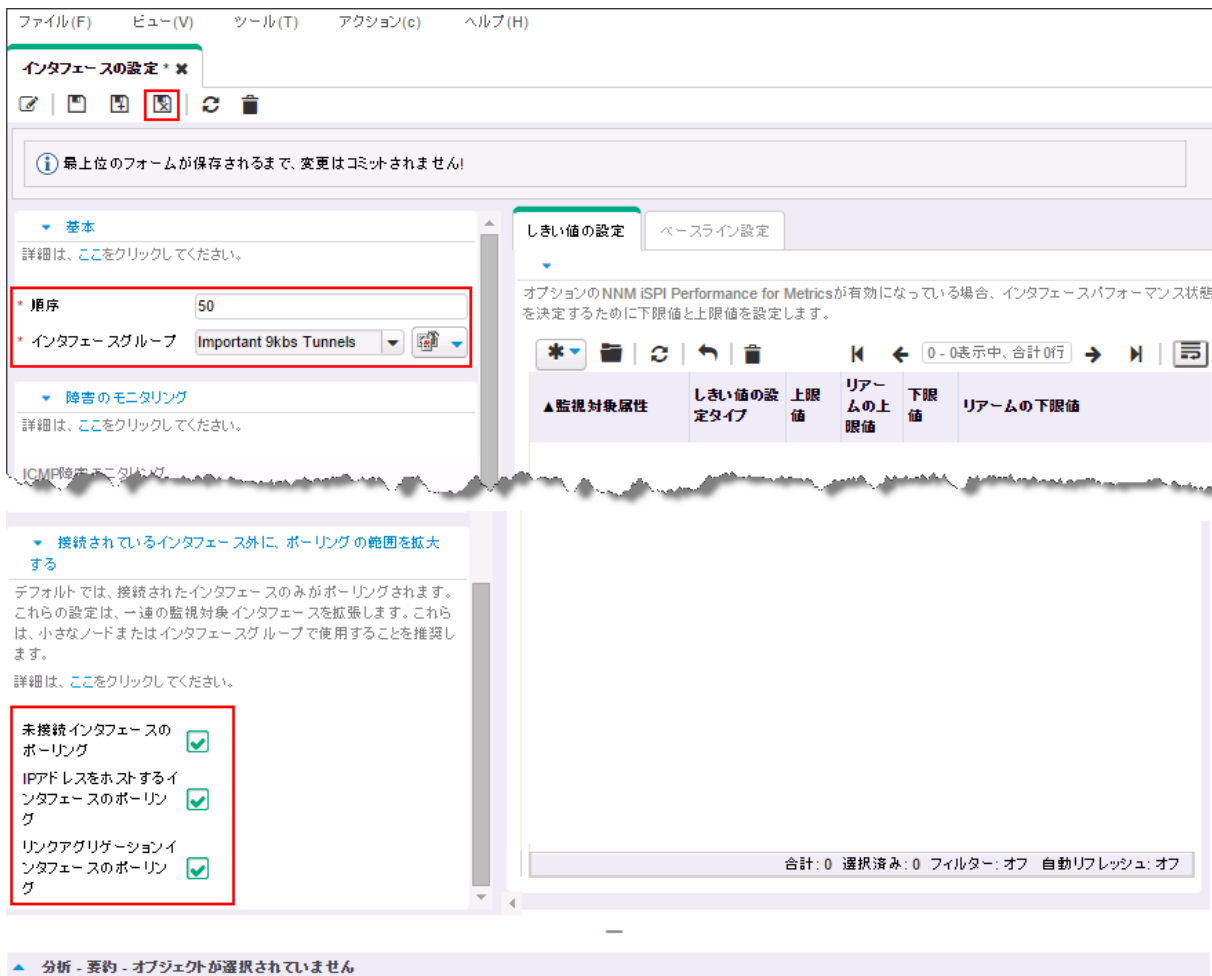 ファイル(F) ビュー(V) ツール(T) アクション(c) ヘルプ(H)
インタフェースの設定 * ✖
最上位のフォームが保存されるまで、変更はコミットされません!
基本
詳細は、ここをクリックしてください。
* 順序 50
* インタフェースグループ Important 9kbs Tunnels
障害のモニタリング
詳細は、ここをクリックしてください。
ICMP障害モニタリング
しきい値の設定 ベースライン設定
オプションのNNM iSPI Performance for Metricsが有効になっている場合、インタフェースパフォーマンス状態
を決定するために下限値と上限値を設定します。
0 - 0表示中、合計0行
▲監視対象属性
しきい値の設
定タイプ
上限
値
リアー
ムの上
限値
下限
値
リアームの下限値
接続されているインタフェース外に、ポーリングの範囲を拡大
する
デフォルトでは、接続されたインタフェースのみがポーリングされます。
これらの設定は、一連の監視対象インタフェースを拡張します。これら
は、小さなノードまたはインタフェースグループで使用することを推奨し
ます。
詳細は、ここをクリックしてください。
未接続インタフェースの
ポーリング
IPアドレスをホストするイ
ンタフェースのポーリン
グ
リンクアグリゲーションイ
ンタフェースのポーリン
グ
合計: 0 選択済み: 0 フィルター: オフ 自動リフレッシュ: オフ
分析 - 要約 - オブジェクトが選択されていません